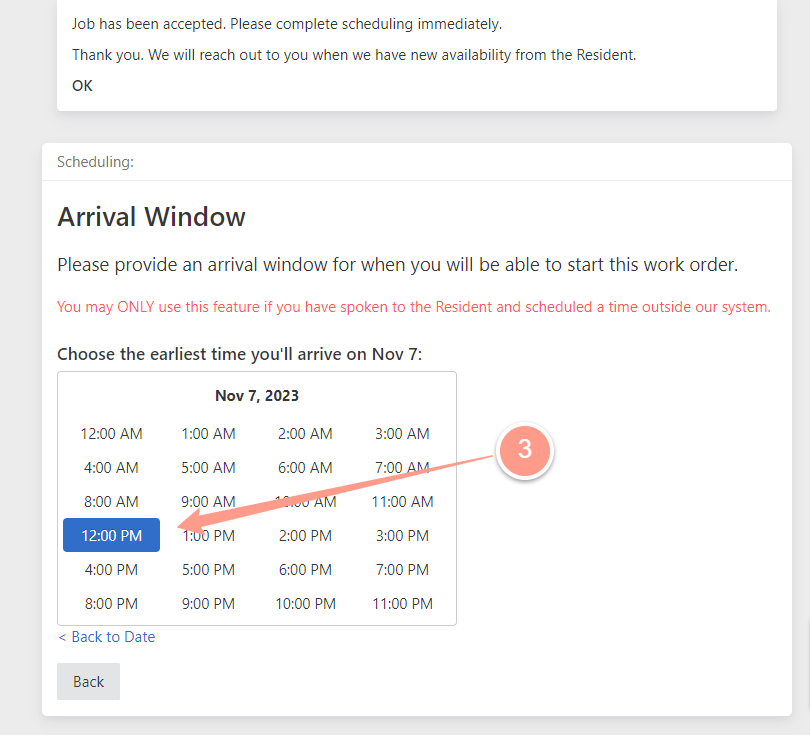 Job has been accepted. Please complete scheduling immediately.
Thank you. We will reach out to you when we have new availability from the Resident.
OK
Scheduling:
Arrival Window
Please provide an arrival window for when you will be able to start this work order.
You may ONLY use this feature if you have spoken to the Resident and scheduled a time outside our system.
Choose the earliest time you'll arrive on Nov 7:
Nov 7, 2023
12:00 AM 1:00 AM 2:00 AM 3:00 AM
4:00 AM 5:00 AM 6:00 AM 7:00 AM
8:00 AM 9:00 AM 10:00 AM 11:00 AM
12:00 PM 1:00 PM 2:00 PM 3:00 PM
4:00 PM 5:00 PM 6:00 PM 7:00 PM
8:00 PM 9:00 PM 10:00 PM 11:00 PM
3
< Back to Date
Back